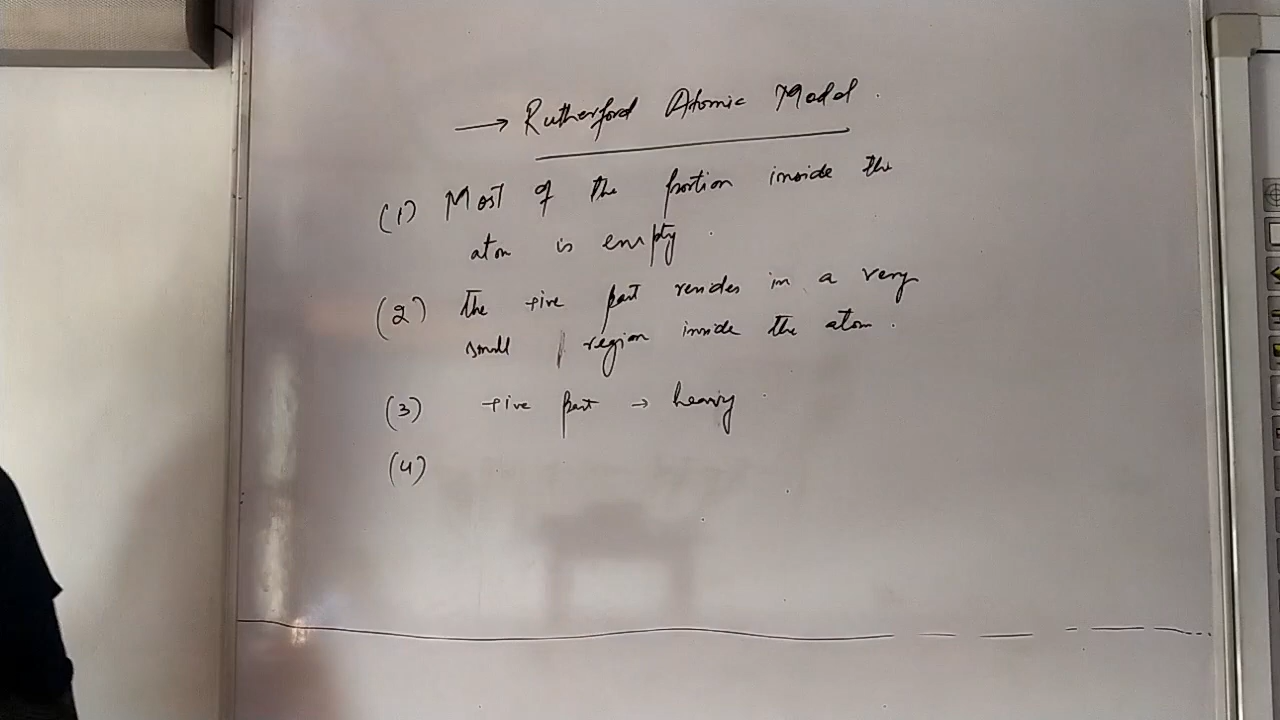 → Rutherford Atomic Model.
(1) Most of the portion inside the
atom is empty.
(2) The +ive part resides in a very
small region inside the atom.
(3) +ive part → heavy.
(4)